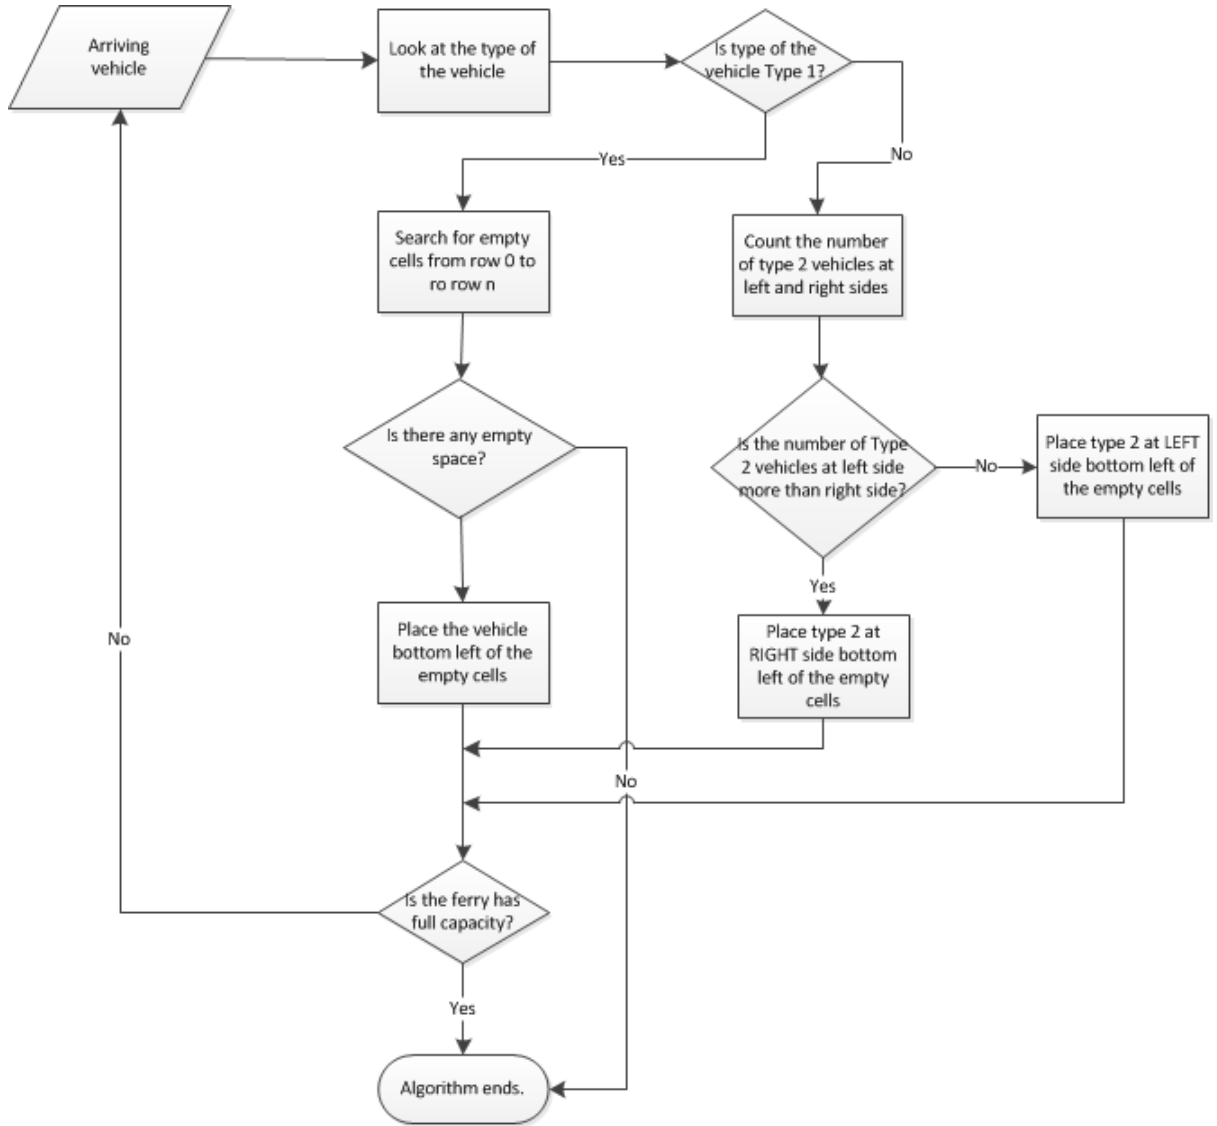 Arriving
vehicle
Look at the type of
the vehicle
Is type of the
vehicle Type 1?
Yes
No
Search for empty
cells from row 0 to
ro row n
Count the number
of type 2 vehicles at
left and right sides
Is there any empty
space?
Is the number of Type
2 vehicles at left side
more than right side?
No
Place type 2 at LEFT
side bottom left of
the empty cells
Yes
Place the vehicle
bottom left of the
empty cells
Place type 2 at
RIGHT side bottom
left of the empty
cells
No
No
Is the ferry has
full capacity?
Yes
Algorithm ends.